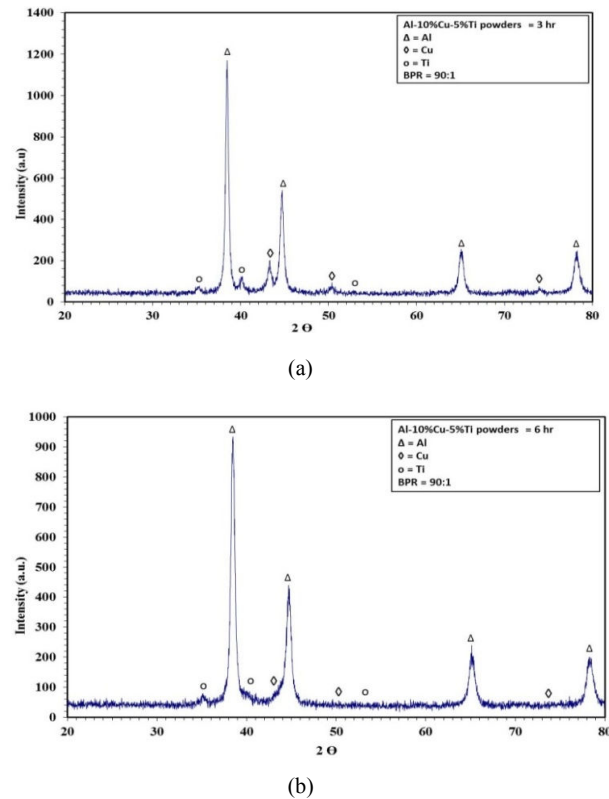 1400
1200
1000
800
600
400
200
0
Intensity (a.u)
Al-10%Cu-5%Ti powders = 3 hr
Δ = Al
◊ = Cu
o = Ti
BPR = 90:1
Δ
Δ
◊
o
o
◊
o
Δ
◊
Δ
20 30 40 50 60 70 80
2 Ɵ
(a)
1000
900
800
700
600
500
400
300
200
100
0
Intensity (a.u.)
Al-10%Cu-5%Ti powders = 6 hr
Δ = Al
◊ = Cu
o = Ti
BPR = 90:1
Δ
Δ
o
o
◊
◊
o
Δ
◊
Δ
20 30 40 50 60 70 80
2 Ɵ
(b)